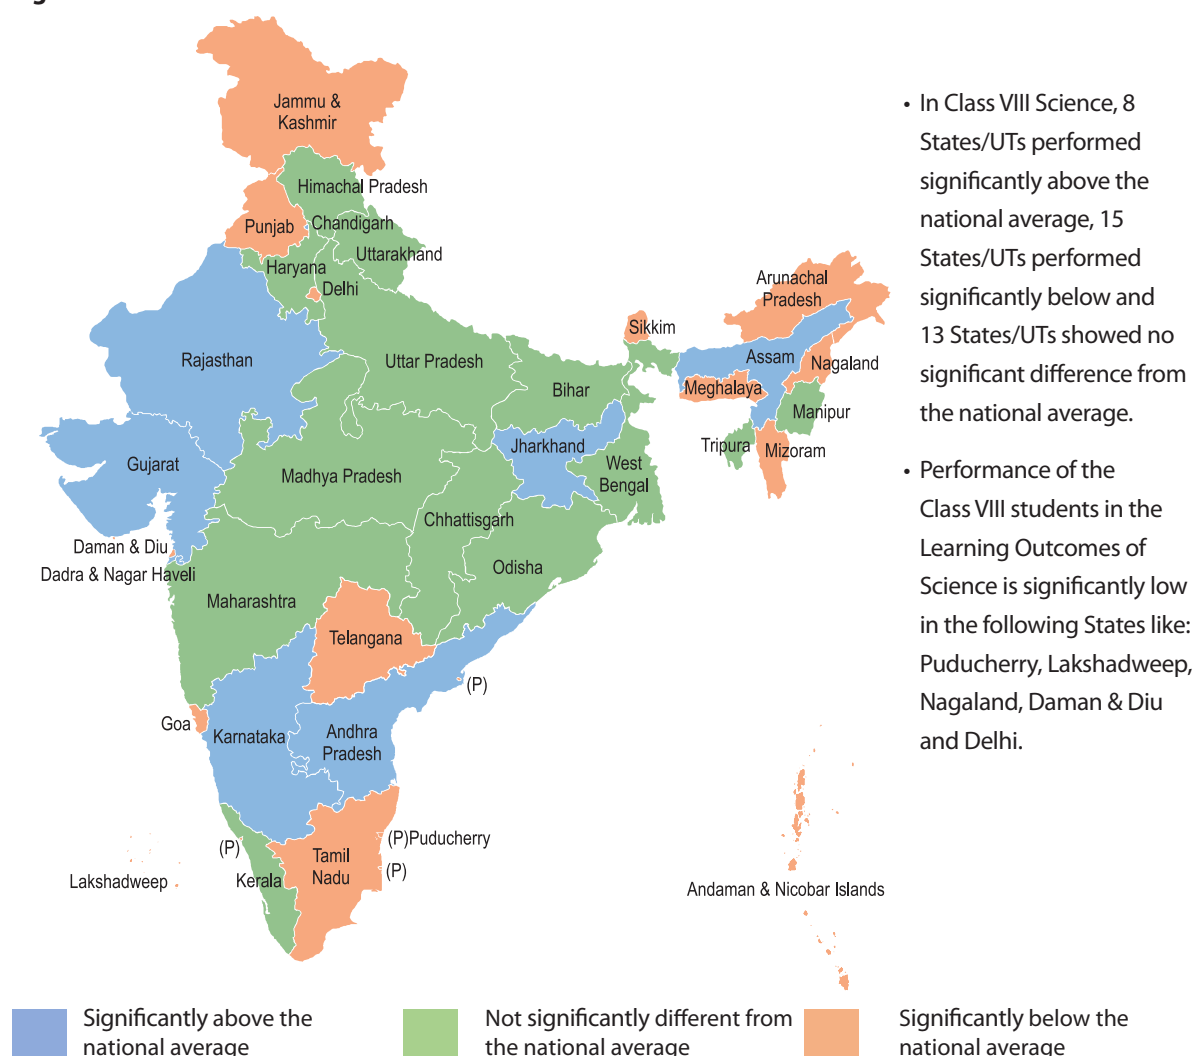 Jammu &
Kashmir
Himachal Pradesh
Punjab
Chandigarh
Uttarakhand
Haryana
Delhi
Arunachal
Pradesh
Sikkim
Rajasthan
Uttar Pradesh
Assam
Nagaland
Bihar
Meghalaya
Manipur
Jharkhand
Tripura
Mizoram
Gujarat
Madhya Pradesh
West
Bengal
Chhattisgarh
Daman & Diu
Dadra & Nagar Haveli
Odisha
Maharashtra
Telangana
(P)
Goa
Karnataka
Andhra
Pradesh
(P)
(P)Puducherry
Tamil
Nadu
(P)
Lakshadweep
Kerala
Andaman & Nicobar Islands
• In Class VIII Science, 8
States/UTs performed
significantly above the
national average, 15
States/UTs performed
significantly below and
13 States/UTs showed no
significant difference from
the national average.
• Performance of the
Class VIII students in the
Learning Outcomes of
Science is significantly low
in the following States like:
Puducherry, Lakshadweep,
Nagaland, Daman & Diu
and Delhi.
Significantly above the
national average
Not significantly different from
the national average
Significantly below the
national average